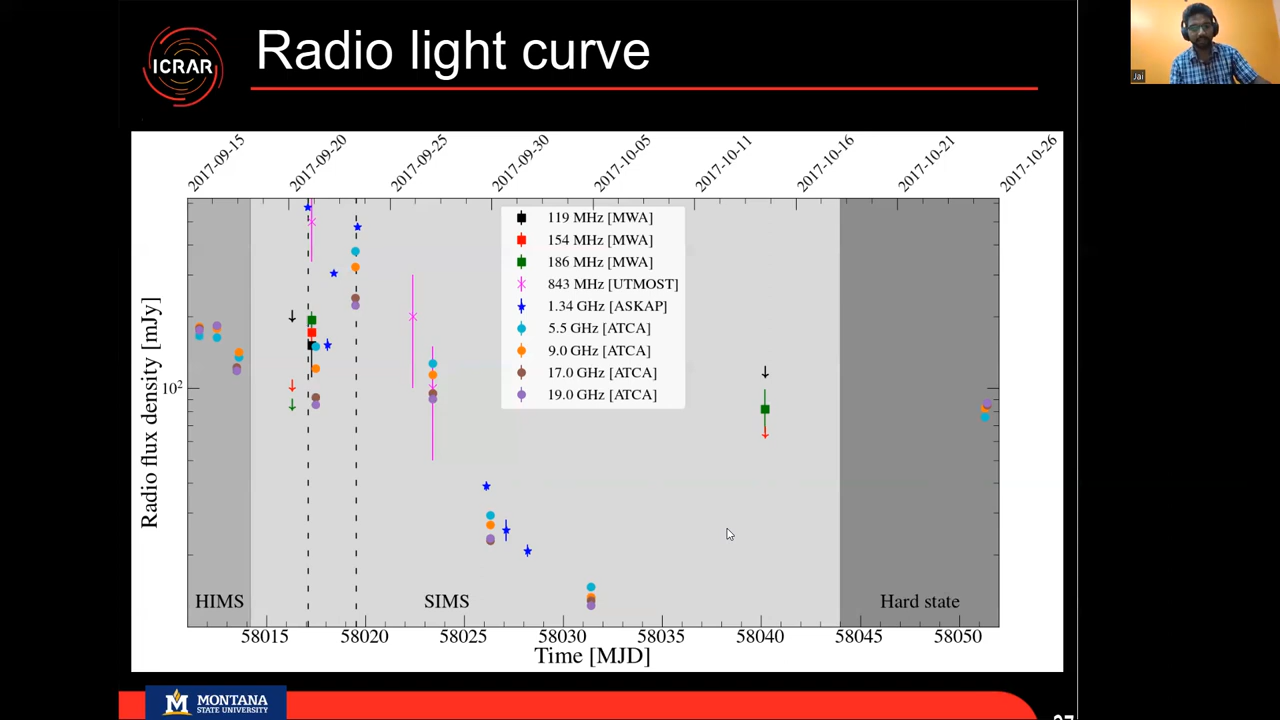 ICRAR
Radio light curve
Jai
2017-09-15
2017-09-20
2017-09-25
2017-09-30
2017-10-05
2017-10-11
2017-10-16
2017-10-21
2017-10-26
119 MHz [MWA]
154 MHz [MWA]
186 MHz [MWA]
843 MHz [UTMOST]
1.34 GHz [ASKAP]
5.5 GHz [ATCA]
9.0 GHz [ATCA]
17.0 GHz [ATCA]
19.0 GHz [ATCA]
Radio flux density [mJy]
10²
HIMS
SIMS
Hard state
58015 58020 58025 58030 58035 58040 58045 58050
Time [MJD]
M MONTANA
STATE UNIVERSITY